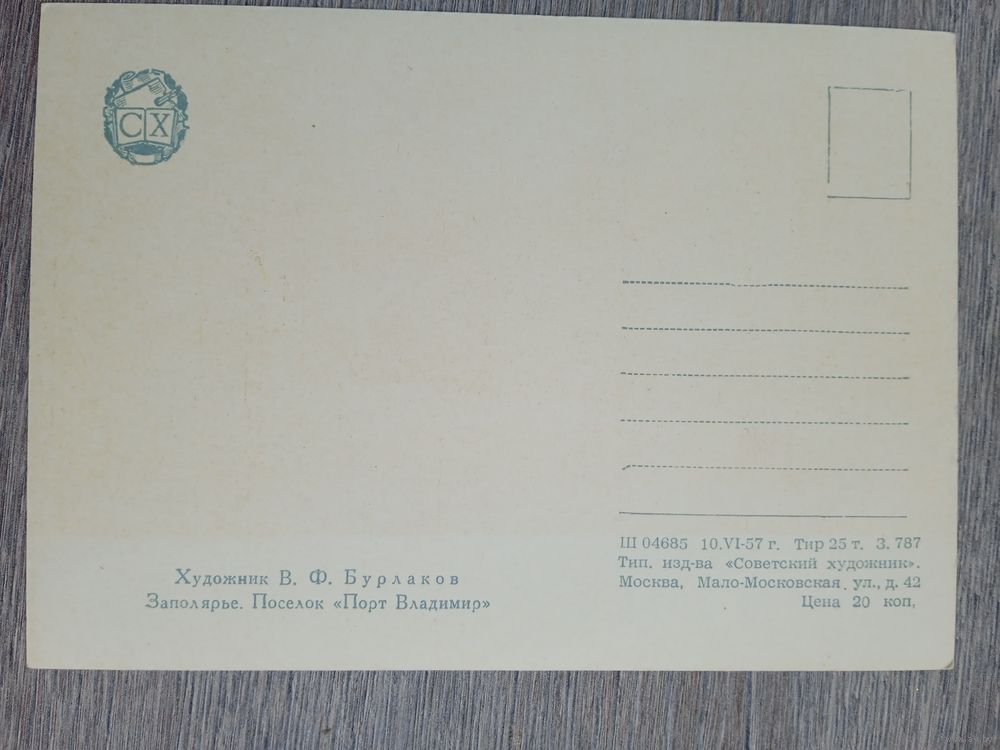 СХ
Художник В. Ф. Бурлаков
Заполярье. Поселок «Порт Владимир»
Ш 04685 10.VI-57 г. Тир 25 т. З. 787
Тип. изд-ва «Советский художник».
Москва, Мало-Московская ул., д. 42
Цена 20 коп,